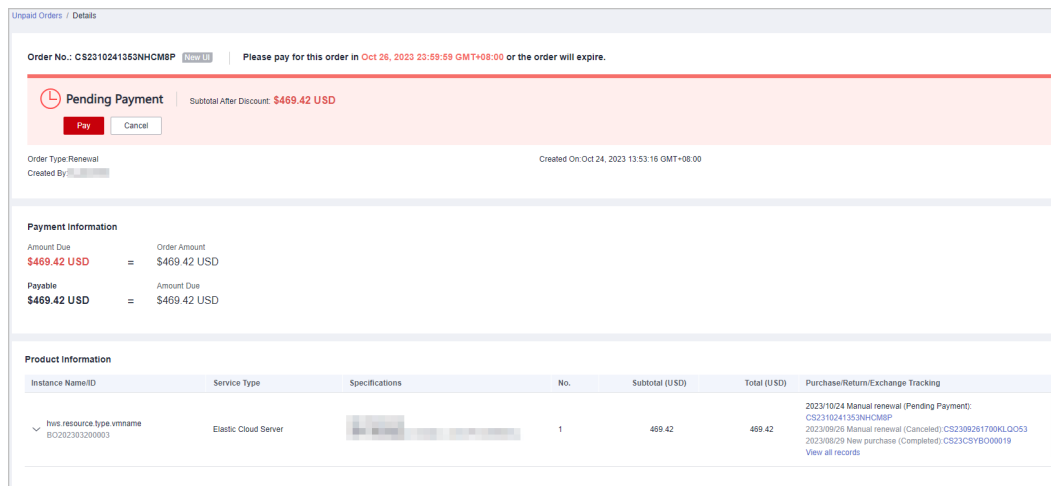 Unpaid Orders / Details
Order No.: CS2310241353NHCM8P New UI Please pay for this order in Oct 26, 2023 23:59:59 GMT+08:00 or the order will expire.
Pending Payment Subtotal After Discount: $469.42 USD
Pay Cancel
Order Type:Renewal Created On:Oct 24, 2023 13:53:16 GMT+08:00
Created By:
Payment Information
Amount Due Order Amount
$469.42 USD = $469.42 USD
Payable Amount Due
$469.42 USD = $469.42 USD
Product Information
Instance Name/ID Service Type Specifications No. Subtotal (USD) Total (USD) Purchase/Return/Exchange Tracking
2023/10/24 Manual renewal (Pending Payment):
CS2310241353NHCM8P
hws.resource.type.vmname
BO202303200003
Elastic Cloud Server 1 469.42 469.42
2023/09/26 Manual renewal (Canceled):CS2309261700KLQO53
2023/08/29 New purchase (Completed):CS23CSYBO00019
View all records